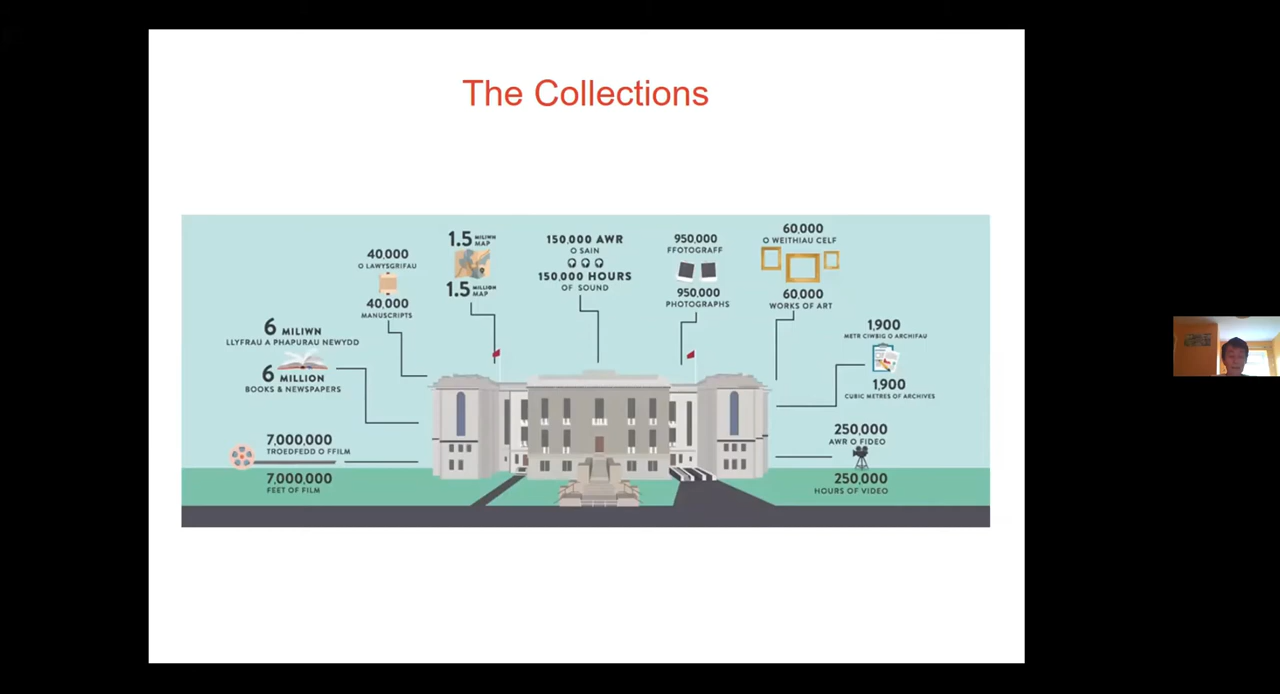 The Collections
40,000
O LAWYSGRIFAU
40,000
MANUSCRIPTS
1.5 MILIWN
MAP
1.5 MILLION
MAP
150,000 AWR
O SAIN
150,000 HOURS
OF SOUND
950,000
FFOTOGRAFF
950,000
PHOTOGRAPHS
60,000
O WEITHIAU CELF
60,000
WORKS OF ART
6 MILIWN
LLYFRAU A PHAPURAU NEWYDD
6 MILLION
BOOKS & NEWSPAPERS
1,900
METR CIWBIG O ARCHIFAU
1,900
CUBIC METRES OF ARCHIVES
7,000,000
TROEDFEDD O FFILM
7,000,000
FEET OF FILM
250,000
AWR O FIDEO
250,000
HOURS OF VIDEO